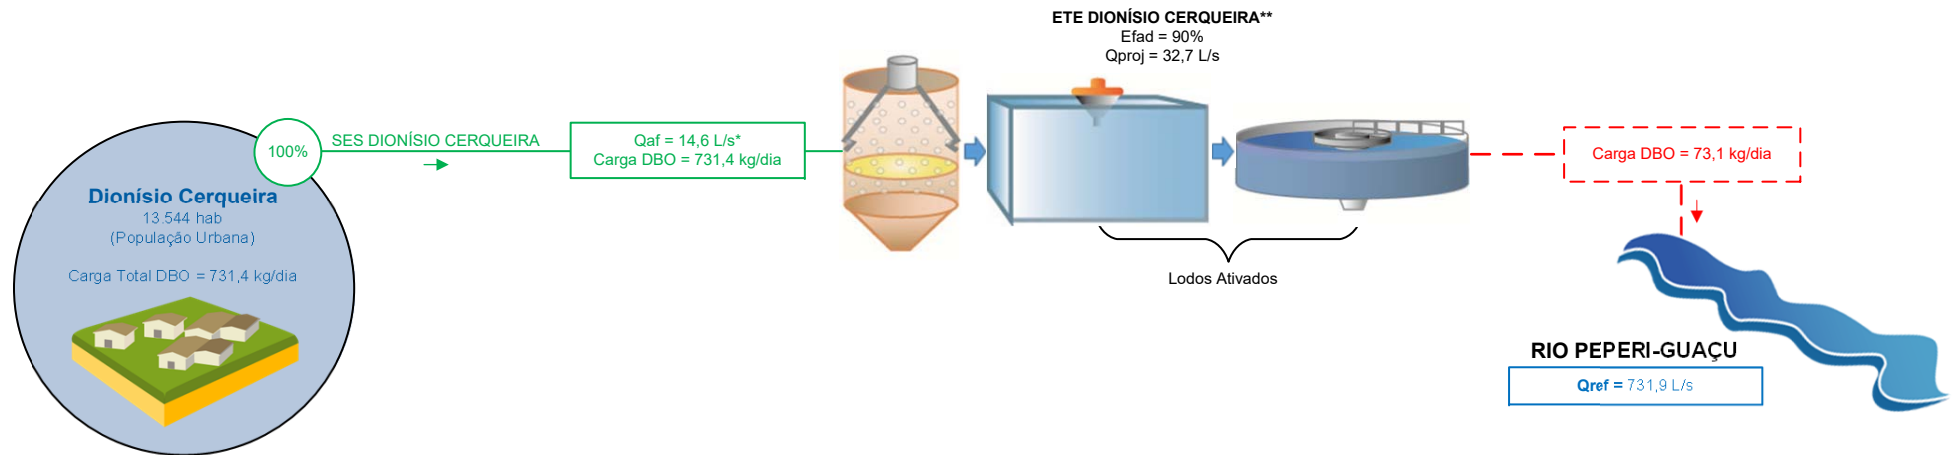 ETE DIONÍSIO CERQUEIRA**
Efad = 90%
Qproj = 32,7 L/s
100%
SES DIONÍSIO CERQUEIRA
Qaf = 14,6 L/s*
Carga DBO = 731,4 kg/dia
Carga DBO = 73,1 kg/dia
Dionísio Cerqueira
13.544 hab
(População Urbana)
Carga Total DBO = 731,4 kg/dia
Lodos Ativados
RIO PEPERI-GUAÇU
Qref = 731,9 L/s